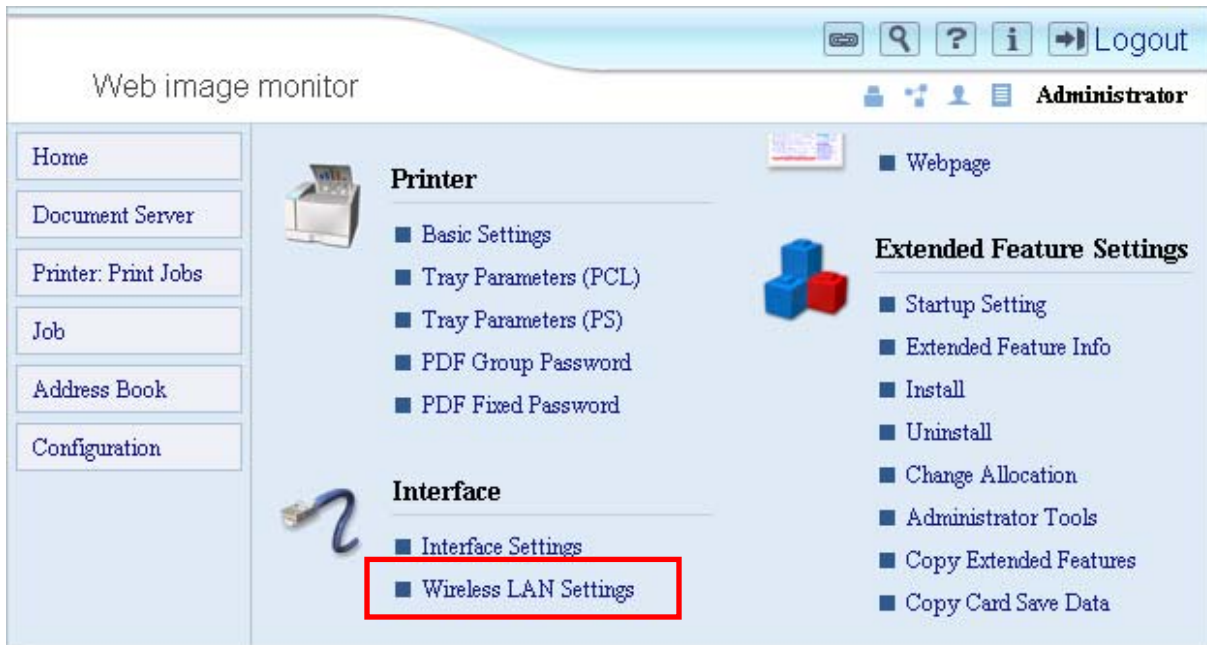 Logout
Web image monitor
Administrator
Home
Document Server
Printer: Print Jobs
Job
Address Book
Configuration
Printer
Basic Settings
Tray Parameters (PCL)
Tray Parameters (PS)
PDF Group Password
PDF Fixed Password
Interface
Interface Settings
Wireless LAN Settings
Webpage
Extended Feature Settings
Startup Setting
Extended Feature Info
Install
Uninstall
Change Allocation
Administrator Tools
Copy Extended Features
Copy Card Save Data